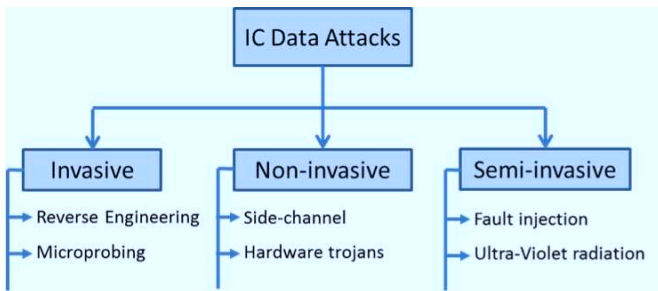 IC Data Attacks
Invasive
Reverse Engineering
Microprobing
Non-invasive
Side-channel
Hardware trojans
Semi-invasive
Fault injection
Ultra-Violet radiation